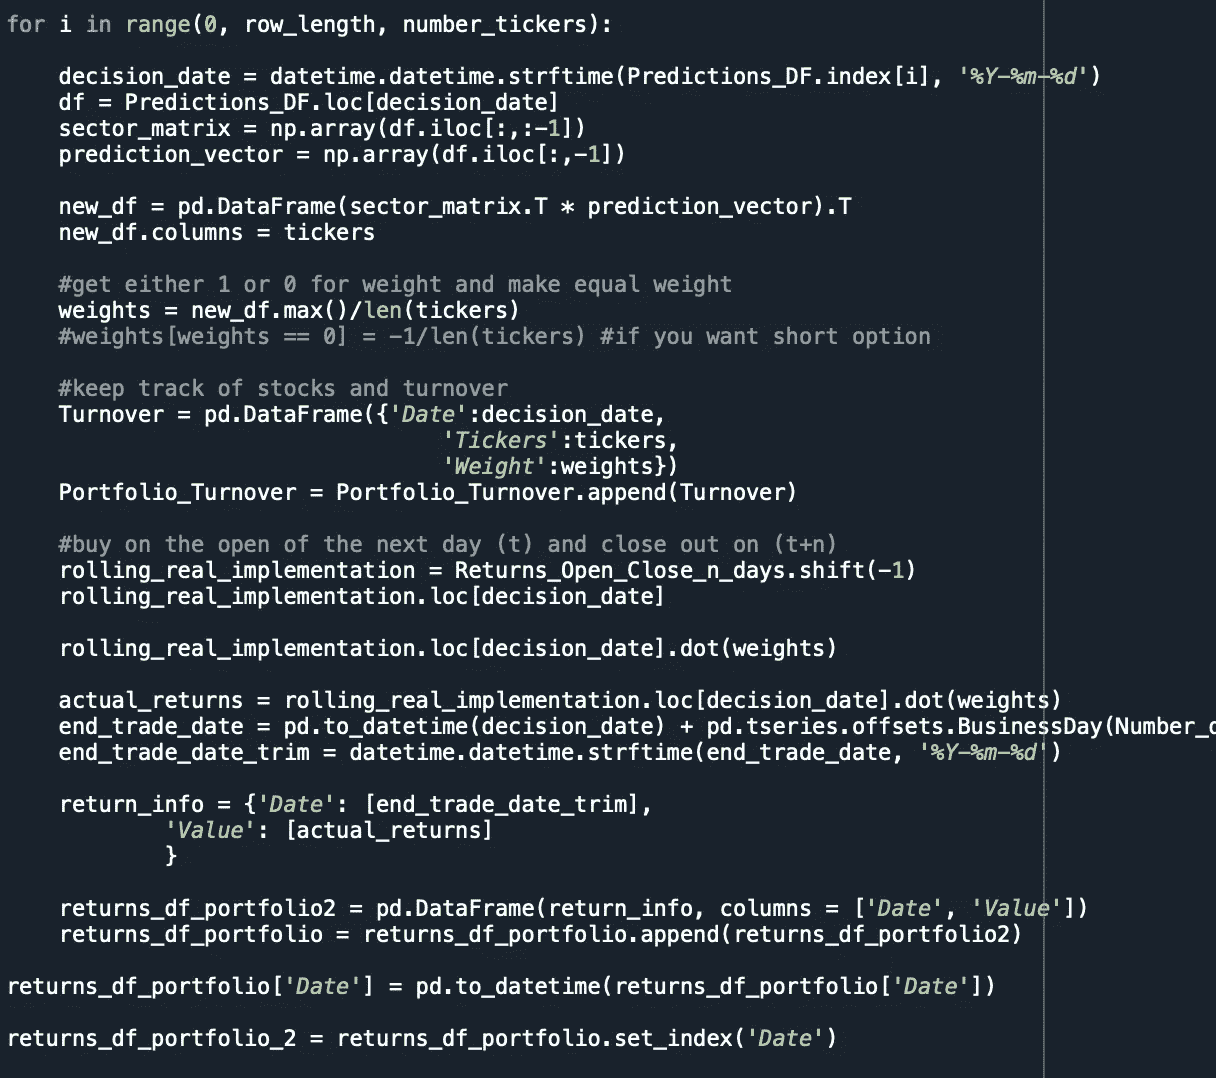 for i in range(0, row_length, number_tickers):
decision_date = datetime.datetime.strftime(Predictions_DF.index[i], '%Y-%m-%d')
df = Predictions_DF.loc[decision_date]
sector_matrix = np.array(df.iloc[:,:-1])
prediction_vector = np.array(df.iloc[:,-1])
new_df = pd.DataFrame(sector_matrix.T * prediction_vector).T
new_df.columns = tickers
#get either 1 or 0 for weight and make equal weight
weights = new_df.max()/len(tickers)
#weights[weights == 0] = -1/len(tickers) #if you want short option
#keep track of stocks and turnover
Turnover = pd.DataFrame({'Date':decision_date,
'Tickers':tickers,
'Weight':weights})
Portfolio_Turnover = Portfolio_Turnover.append(Turnover)
#buy on the open of the next day (t) and close out on (t+n)
rolling_real_implementation = Returns_Open_Close_n_days.shift(-1)
rolling_real_implementation.loc[decision_date]
rolling_real_implementation.loc[decision_date].dot(weights)
actual_returns = rolling_real_implementation.loc[decision_date].dot(weights)
end_trade_date = pd.to_datetime(decision_date) + pd.tseries.offsets.BusinessDay(Number_
end_trade_date_trim = datetime.datetime.strftime(end_trade_date, '%Y-%m-%d')
return_info = {'Date': [end_trade_date_trim],
'Value': [actual_returns]
}
returns_df_portfolio2 = pd.DataFrame(return_info, columns = ['Date', 'Value'])
returns_df_portfolio = returns_df_portfolio.append(returns_df_portfolio2)
returns_df_portfolio['Date'] = pd.to_datetime(returns_df_portfolio['Date'])
returns_df_portfolio_2 = returns_df_portfolio.set_index('Date')